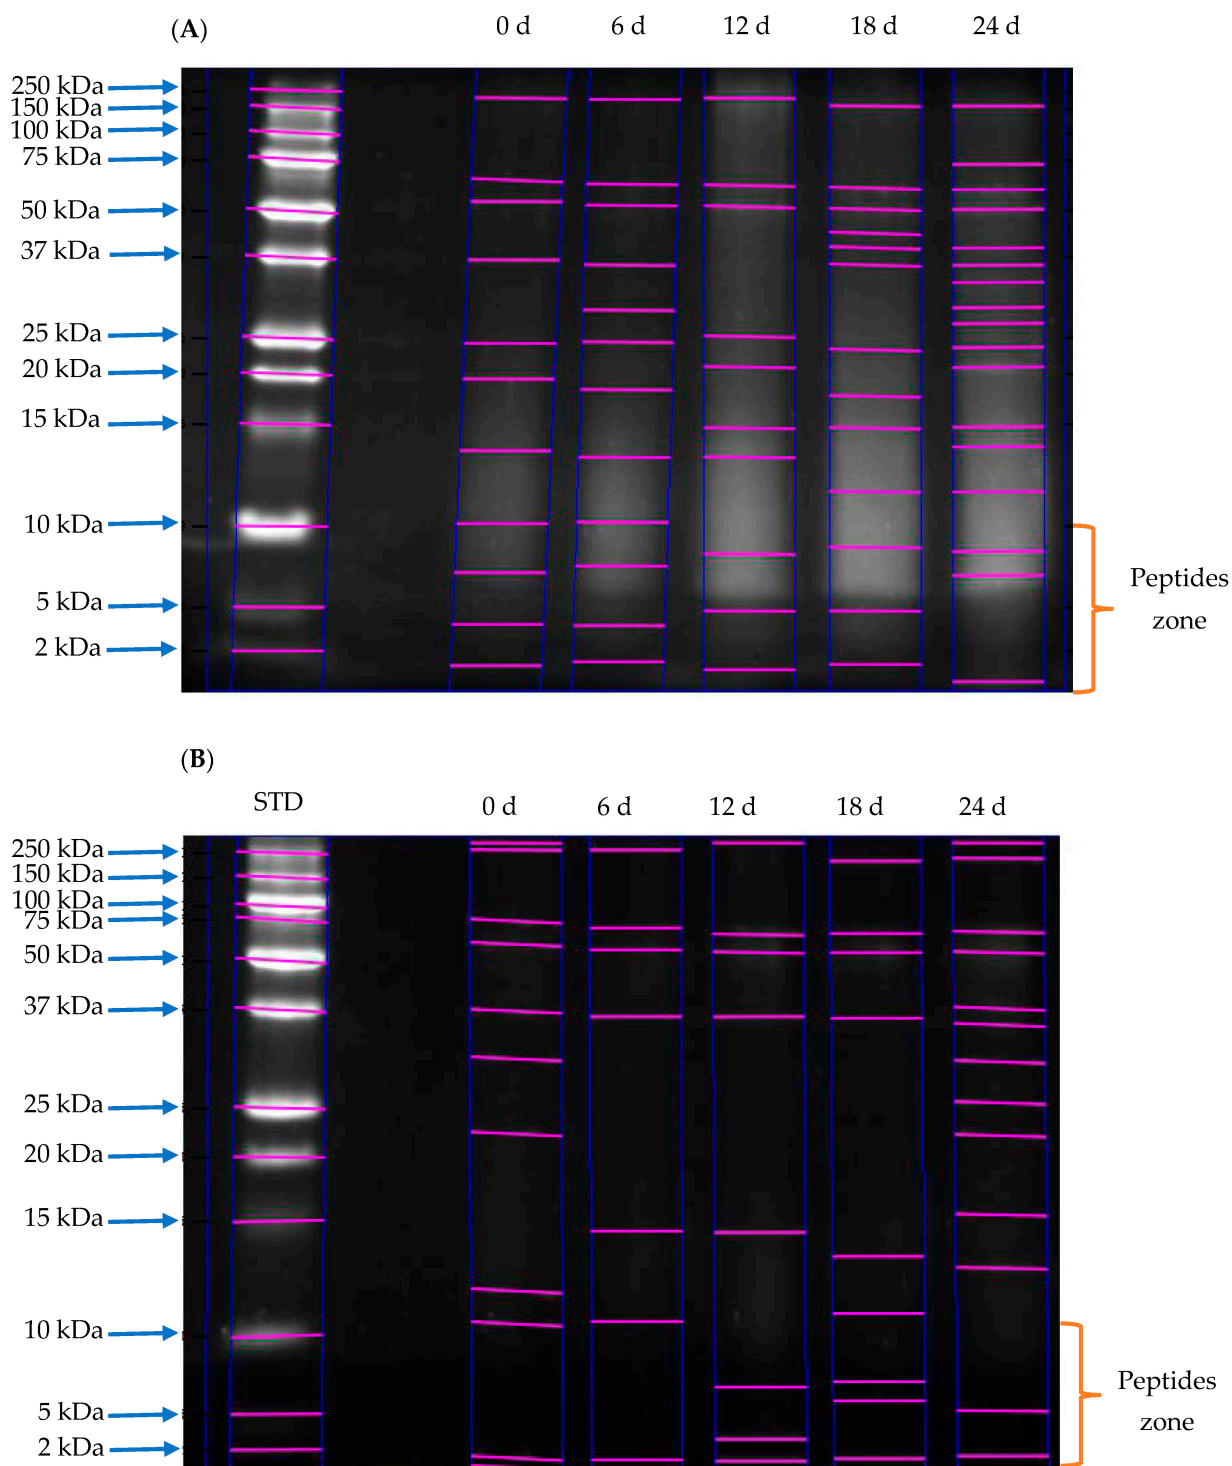 (A)
0 d 6 d 12 d 18 d 24 d
250 kDa
150 kDa
100 kDa
75 kDa
50 kDa
37 kDa
25 kDa
20 kDa
15 kDa
10 kDa
5 kDa
2 kDa
Peptides
zone
(B)
STD 0 d 6 d 12 d 18 d 24 d
250 kDa
150 kDa
100 kDa
75 kDa
50 kDa
37 kDa
25 kDa
20 kDa
15 kDa
10 kDa
5 kDa
2 kDa
Peptides
zone